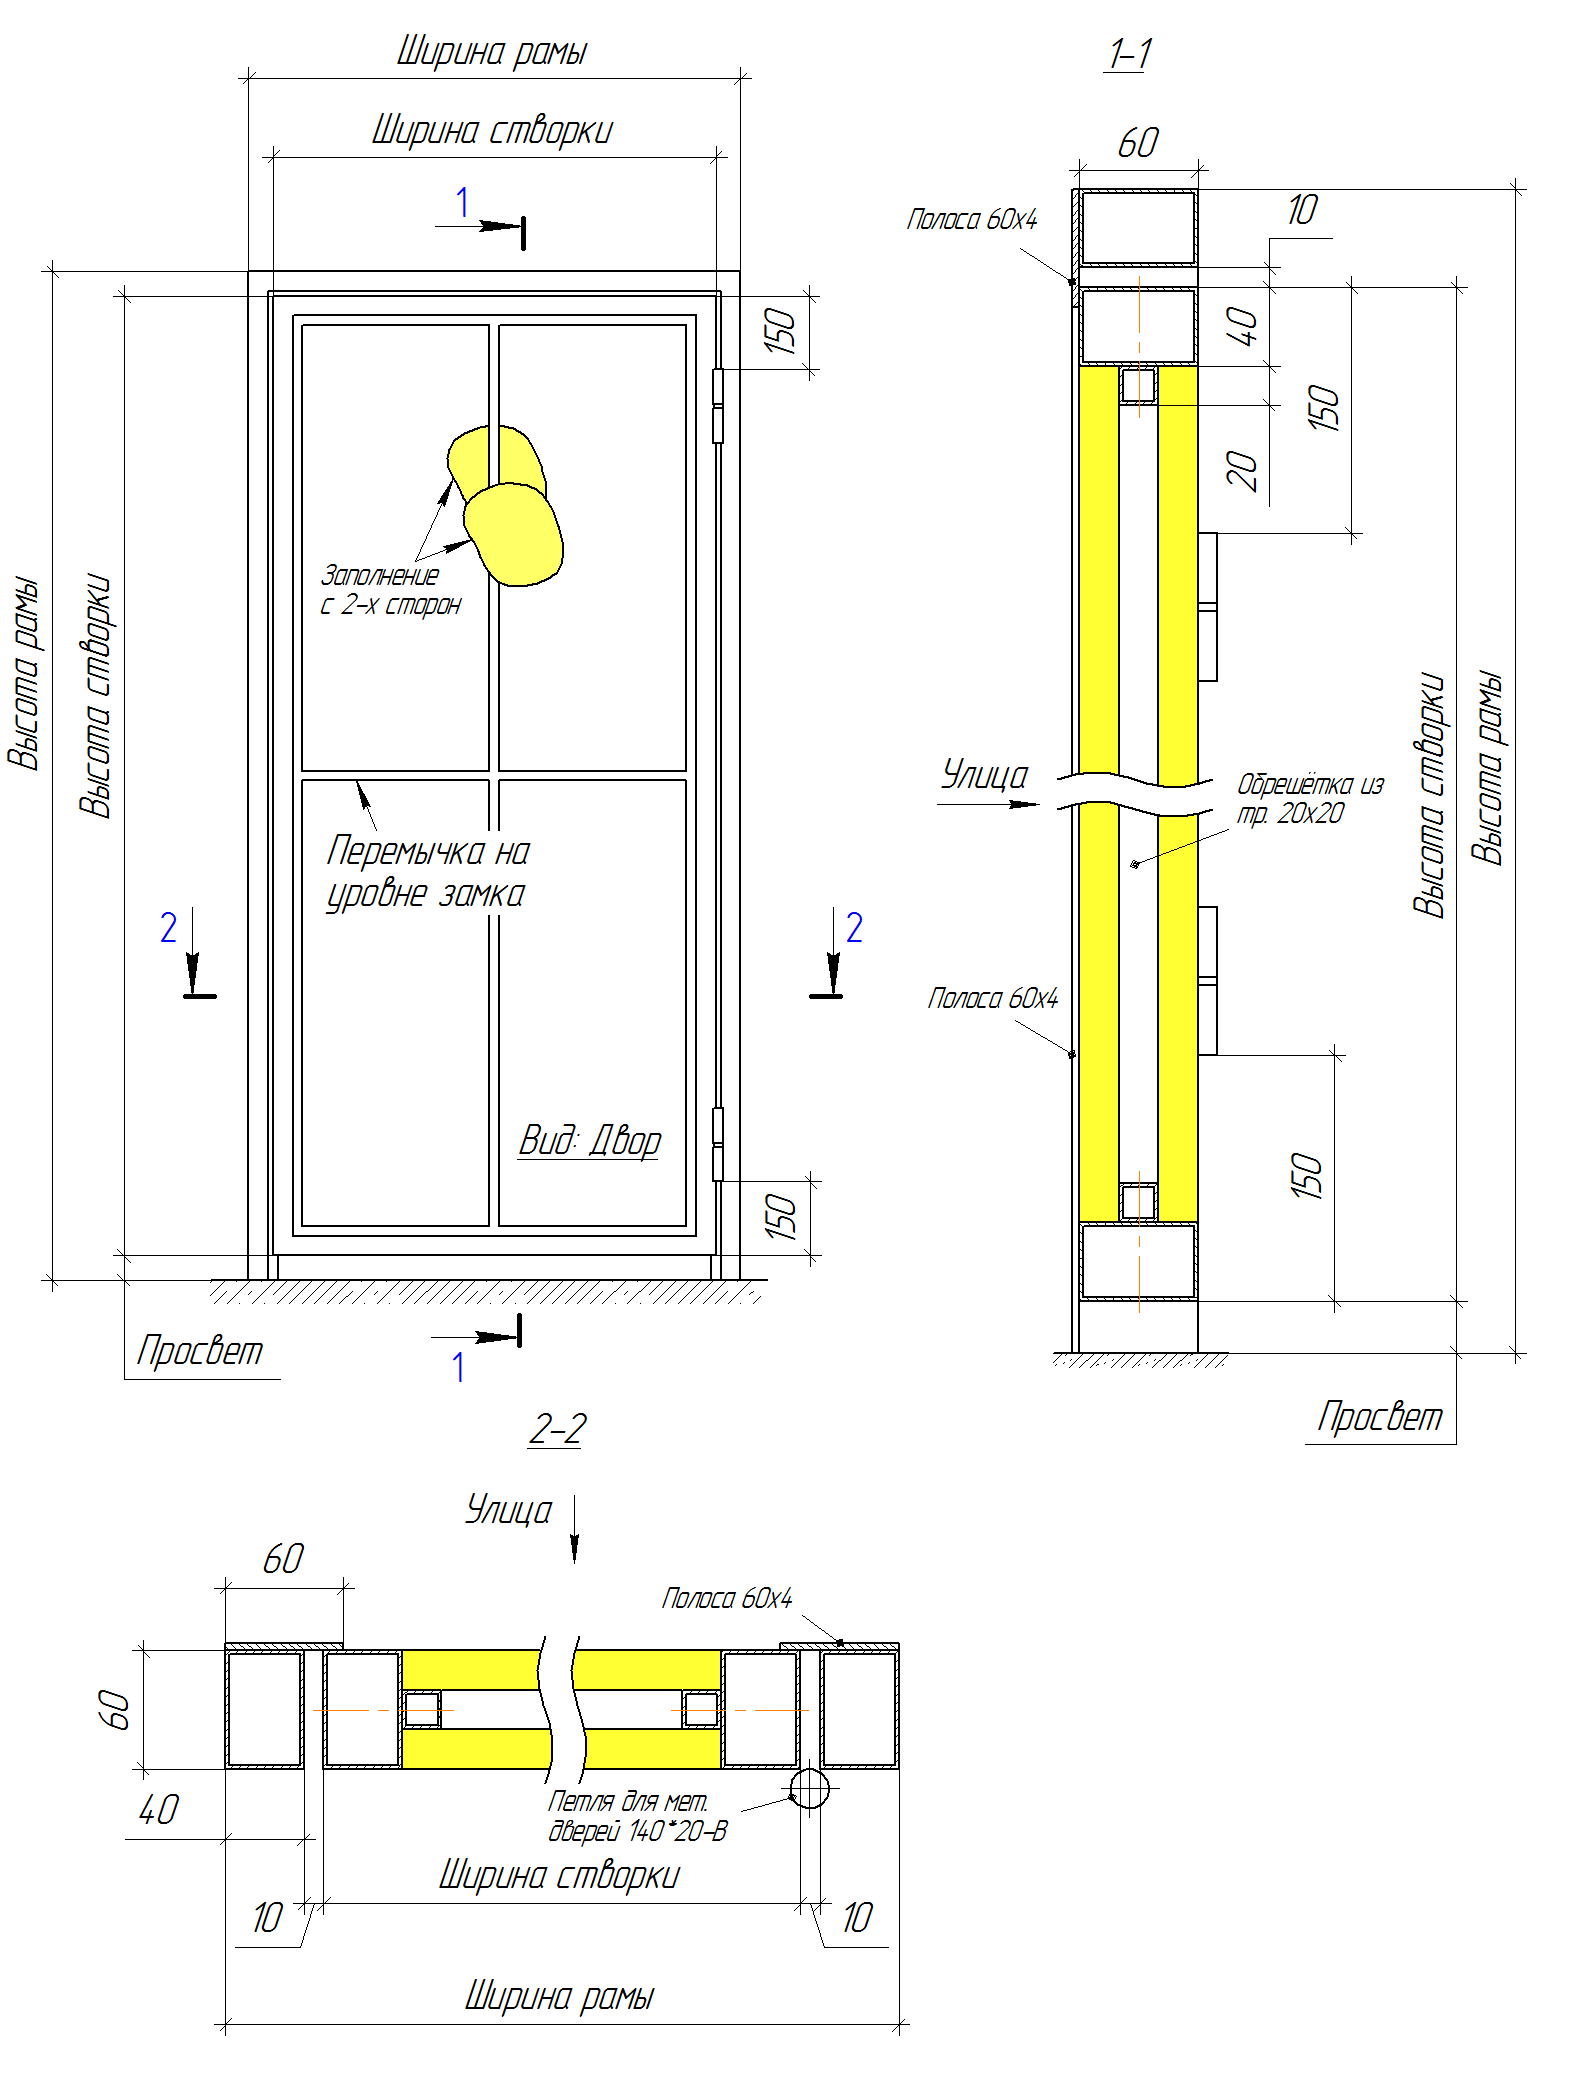 Ширина рамы
1-1
Ширина створки
60
1
10
Полоса 60х4
150
40
150
20
Заполнение
с 2-х сторон
Высота рамы
Высота створки
Улица
Обрешётка из
тр. 20х20
Высота створки
Высота рамы
Перемычка на
уровне замка
2
2
Полоса 60х4
Вид: Двор
150
150
Просвет
1
Просвет
2-2
Улица
60
Полоса 60х4
60
40
Петля для мет.
дверей 140*20-В
Ширина створки
10
10
Ширина рамы